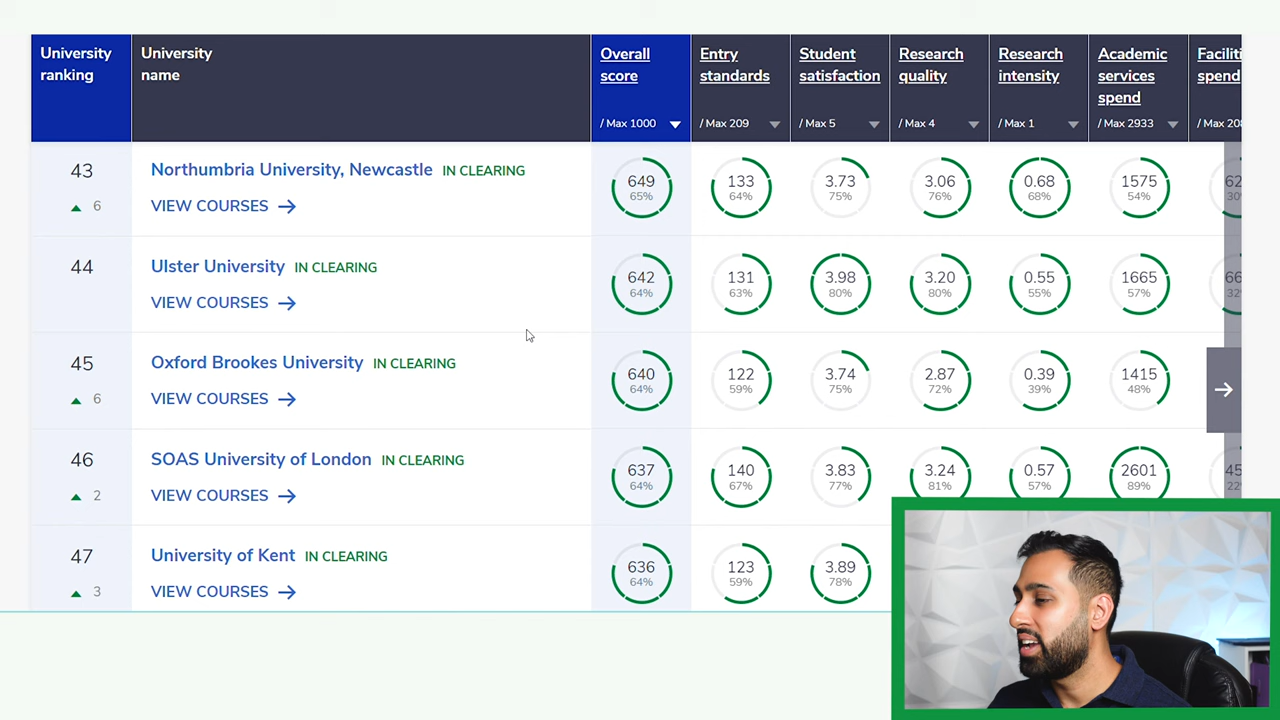 University ranking
University name
Overall score
/ Max 1000
Entry standards
/ Max 209
Student satisfaction
/ Max 5
Research quality
/ Max 4
Research intensity
/ Max 1
Academic services spend
/ Max 2933
spend
/ Max
43
6
Northumbria University, Newcastle IN CLEARING
VIEW COURSES
649
65%
133
64%
3.73
75%
3.06
76%
0.68
68%
1575
54%
44
Ulster University IN CLEARING
VIEW COURSES
642
64%
131
63%
3.98
80%
3.20
80%
0.55
55%
1665
57%
45
6
Oxford Brookes University IN CLEARING
VIEW COURSES
640
64%
122
59%
3.74
75%
2.87
72%
0.39
39%
1415
48%
46
2
SOAS University of London IN CLEARING
VIEW COURSES
637
64%
140
67%
3.83
77%
3.24
81%
0.57
57%
2601
89%
47
3
University of Kent IN CLEARING
VIEW COURSES
636
64%
123
59%
3.89
78%